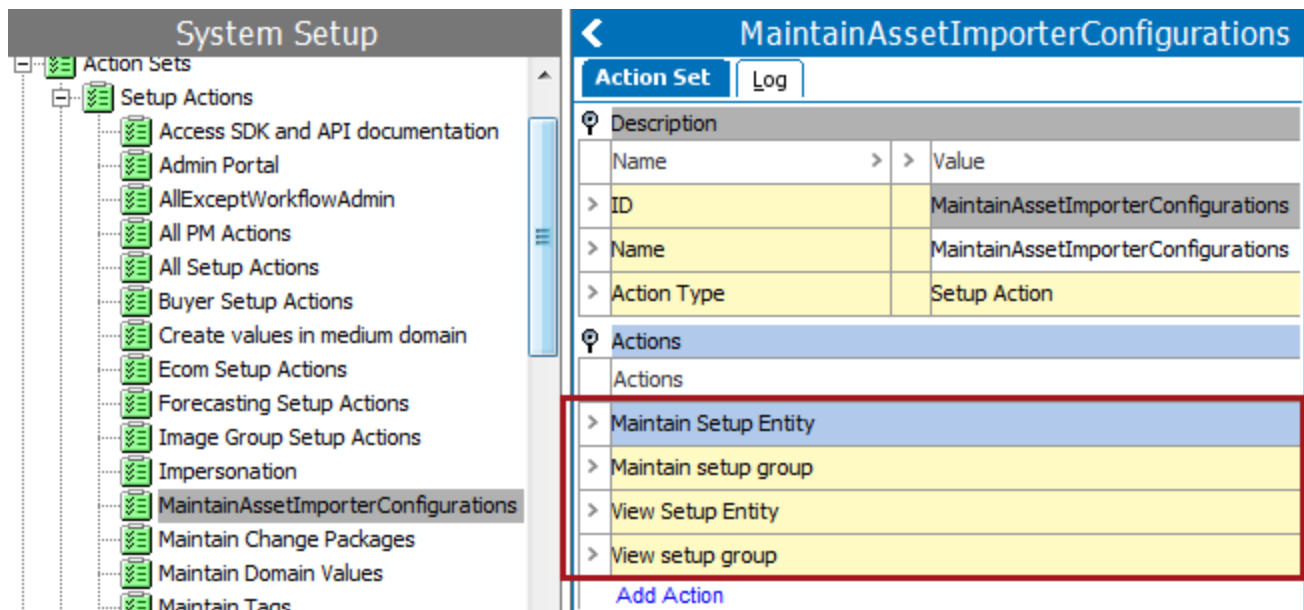 System Setup
Action Sets
Setup Actions
Access SDK and API documentation
Admin Portal
AllExceptWorkflowAdmin
All PM Actions
All Setup Actions
Buyer Setup Actions
Create values in medium domain
Ecom Setup Actions
Forecasting Setup Actions
Image Group Setup Actions
Impersonation
MaintainAssetImporterConfigurations
Maintain Change Packages
Maintain Domain Values
Maintain Tags
MaintainAssetImporterConfigurations
Action Set Log
Description
Name > > Value
> ID MaintainAssetImporterConfigurations
> Name MaintainAssetImporterConfigurations
> Action Type Setup Action
Actions
Actions
> Maintain Setup Entity
> Maintain setup group
> View Setup Entity
> View setup group
Add Action